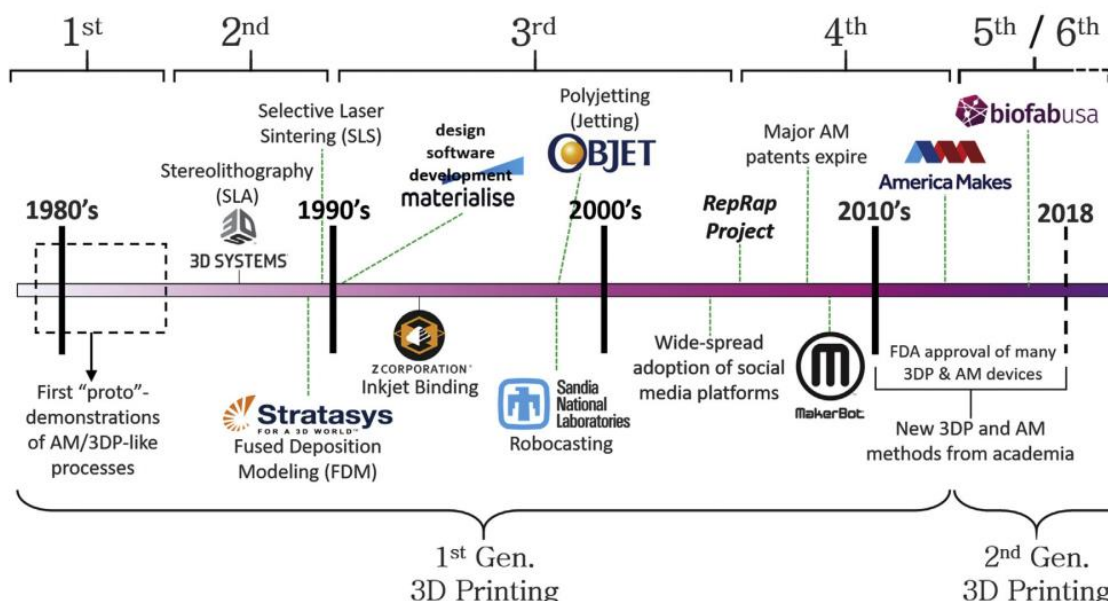 1st
2nd
3rd
4th
5th / 6th
Selective Laser
Sintering (SLS)
Stereolithography
(SLA)
3D SYSTEMS
design
software
development
materialise
Polyjetting
(Jetting)
OBJET
RepRap
Project
Major AM
patents expire
America Makes
biofabusa
1980's
1990's
2000's
2010's
2018
First "proto"-
demonstrations
of AM/3DP-like
processes
Stratasys
FOR A 3D WORLD™
Fused Deposition
Modeling (FDM)
Z CORPORATION
Inkjet Binding
Sandia
National
Laboratories
Robocasting
Wide-spread
adoption of social
media platforms
MakerBot
FDA approval of many
3DP & AM devices
New 3DP and AM
methods from academia
1st Gen.
3D Printing
2nd Gen.
3D Printing